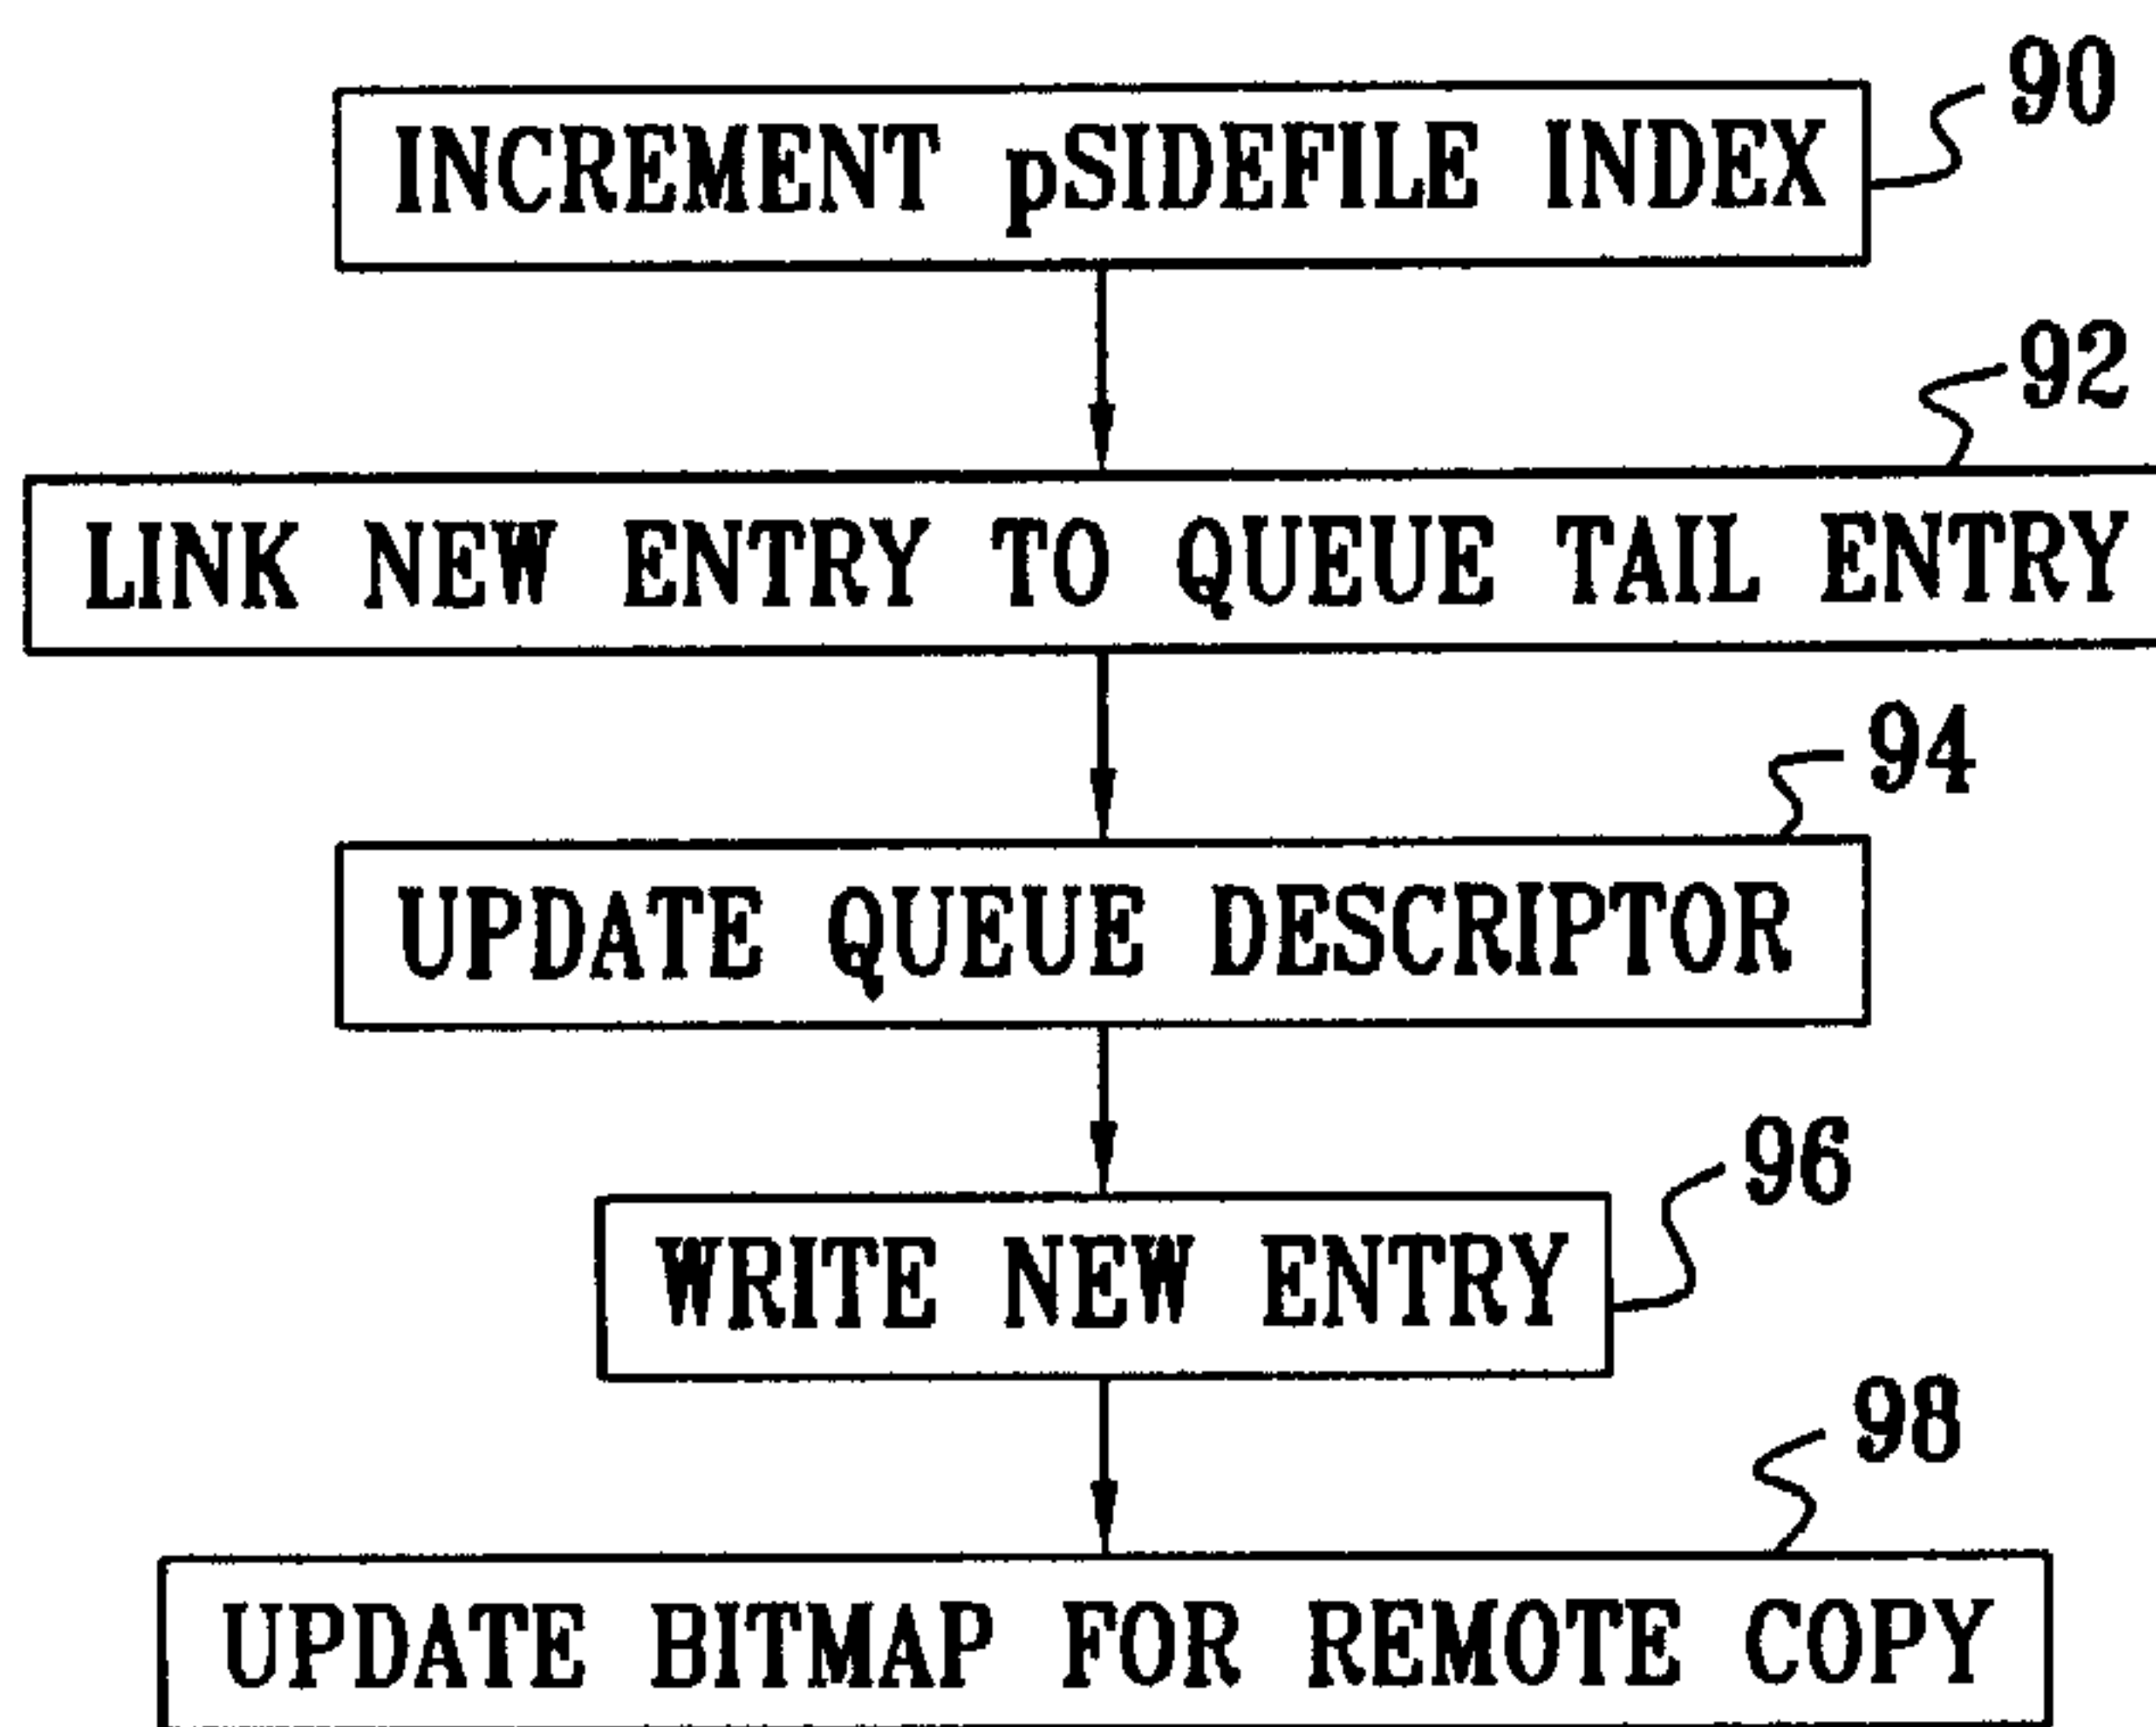 90
INCREMENT pSIDEFILE INDEX
92
LINK NEW ENTRY TO QUEUE TAIL ENTRY
94
UPDATE QUEUE DESCRIPTOR
96
WRITE NEW ENTRY
98
UPDATE BITMAP FOR REMOTE COPY